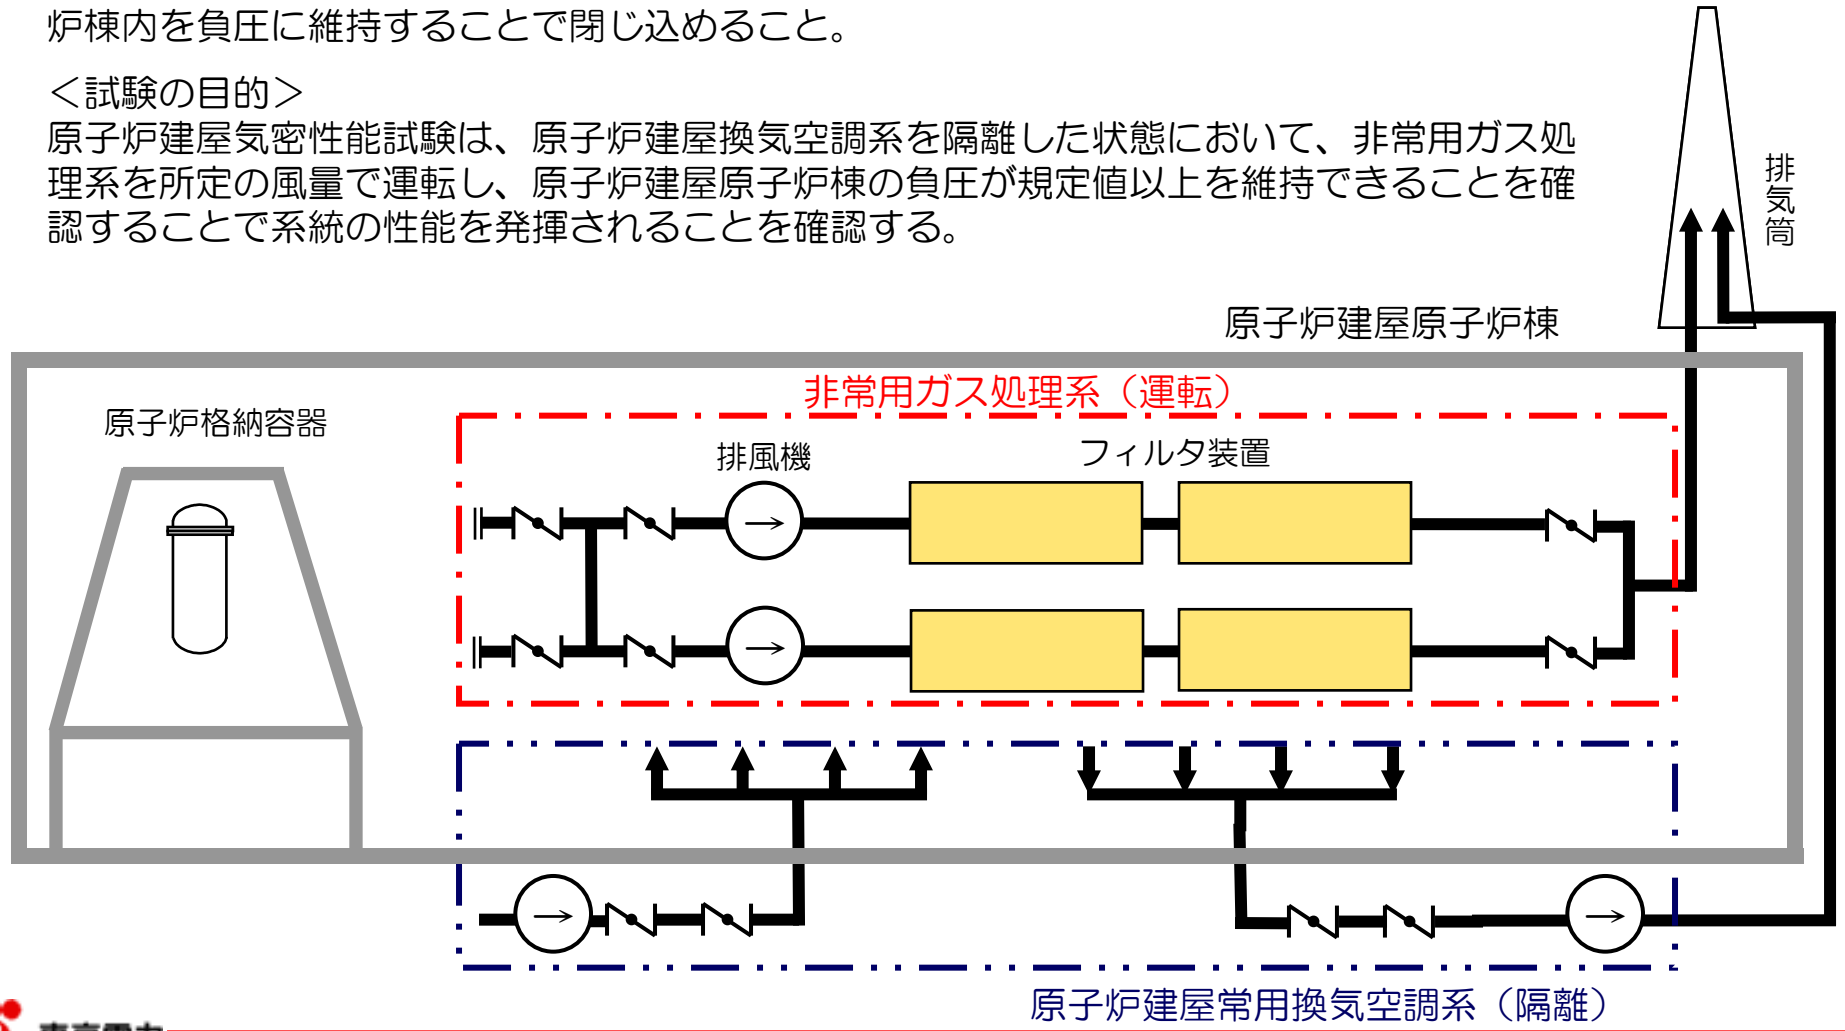 炉棟内を負圧に維持することで閉じ込めること。
＜試験の目的＞
原子炉建屋気密性能試験は、原子炉建屋換気空調系を隔離した状態において、非常用ガス処
理系を所定の風量で運転し、原子炉建屋原子炉棟の負圧が規定値以上を維持できることを確
認することで系統の性能を発揮されることを確認する。
排気筒
原子炉建屋原子炉棟
非常用ガス処理系（運転）
原子炉格納容器
排風機
フィルタ装置
原子炉建屋常用換気空調系（隔離）
東京電力